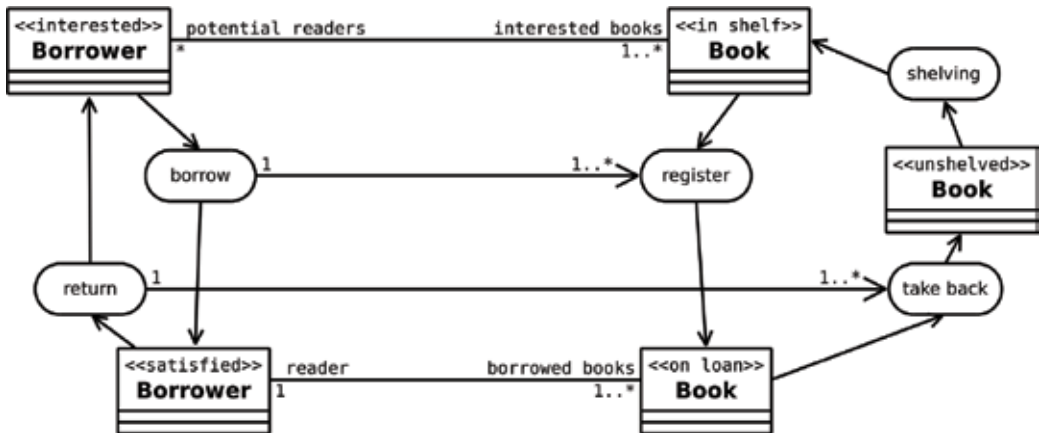 <<interested>>
Borrower
potential readers
*
interested books
1..*
<<in shelf>>
Book
shelving
borrow
1
1..*
register
<<unshelved>>
Book
return
1
1..*
take back
<<satisfied>>
Borrower
reader
1
borrowed books
1..*
<<on loan>>
Book